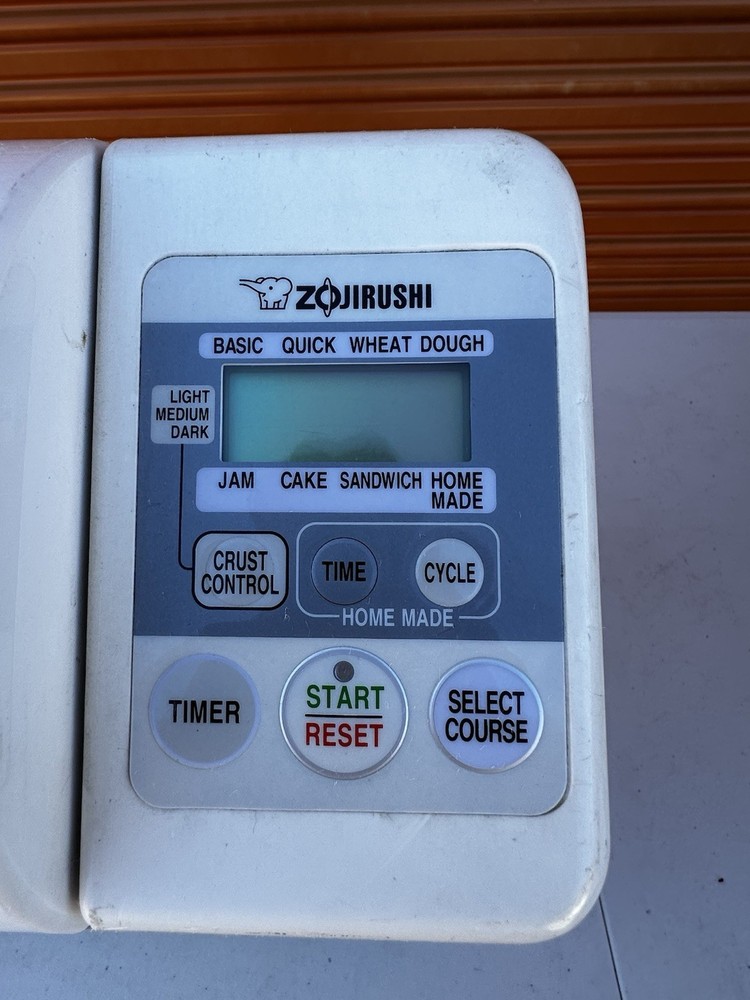 ZOJIRUSHI
BASIC QUICK WHEAT DOUGH
LIGHT
MEDIUM
DARK
JAM CAKE SANDWICH HOME
MADE
CRUST
CONTROL
TIME CYCLE
HOME MADE
TIMER
START
RESET
SELECT
COURSE